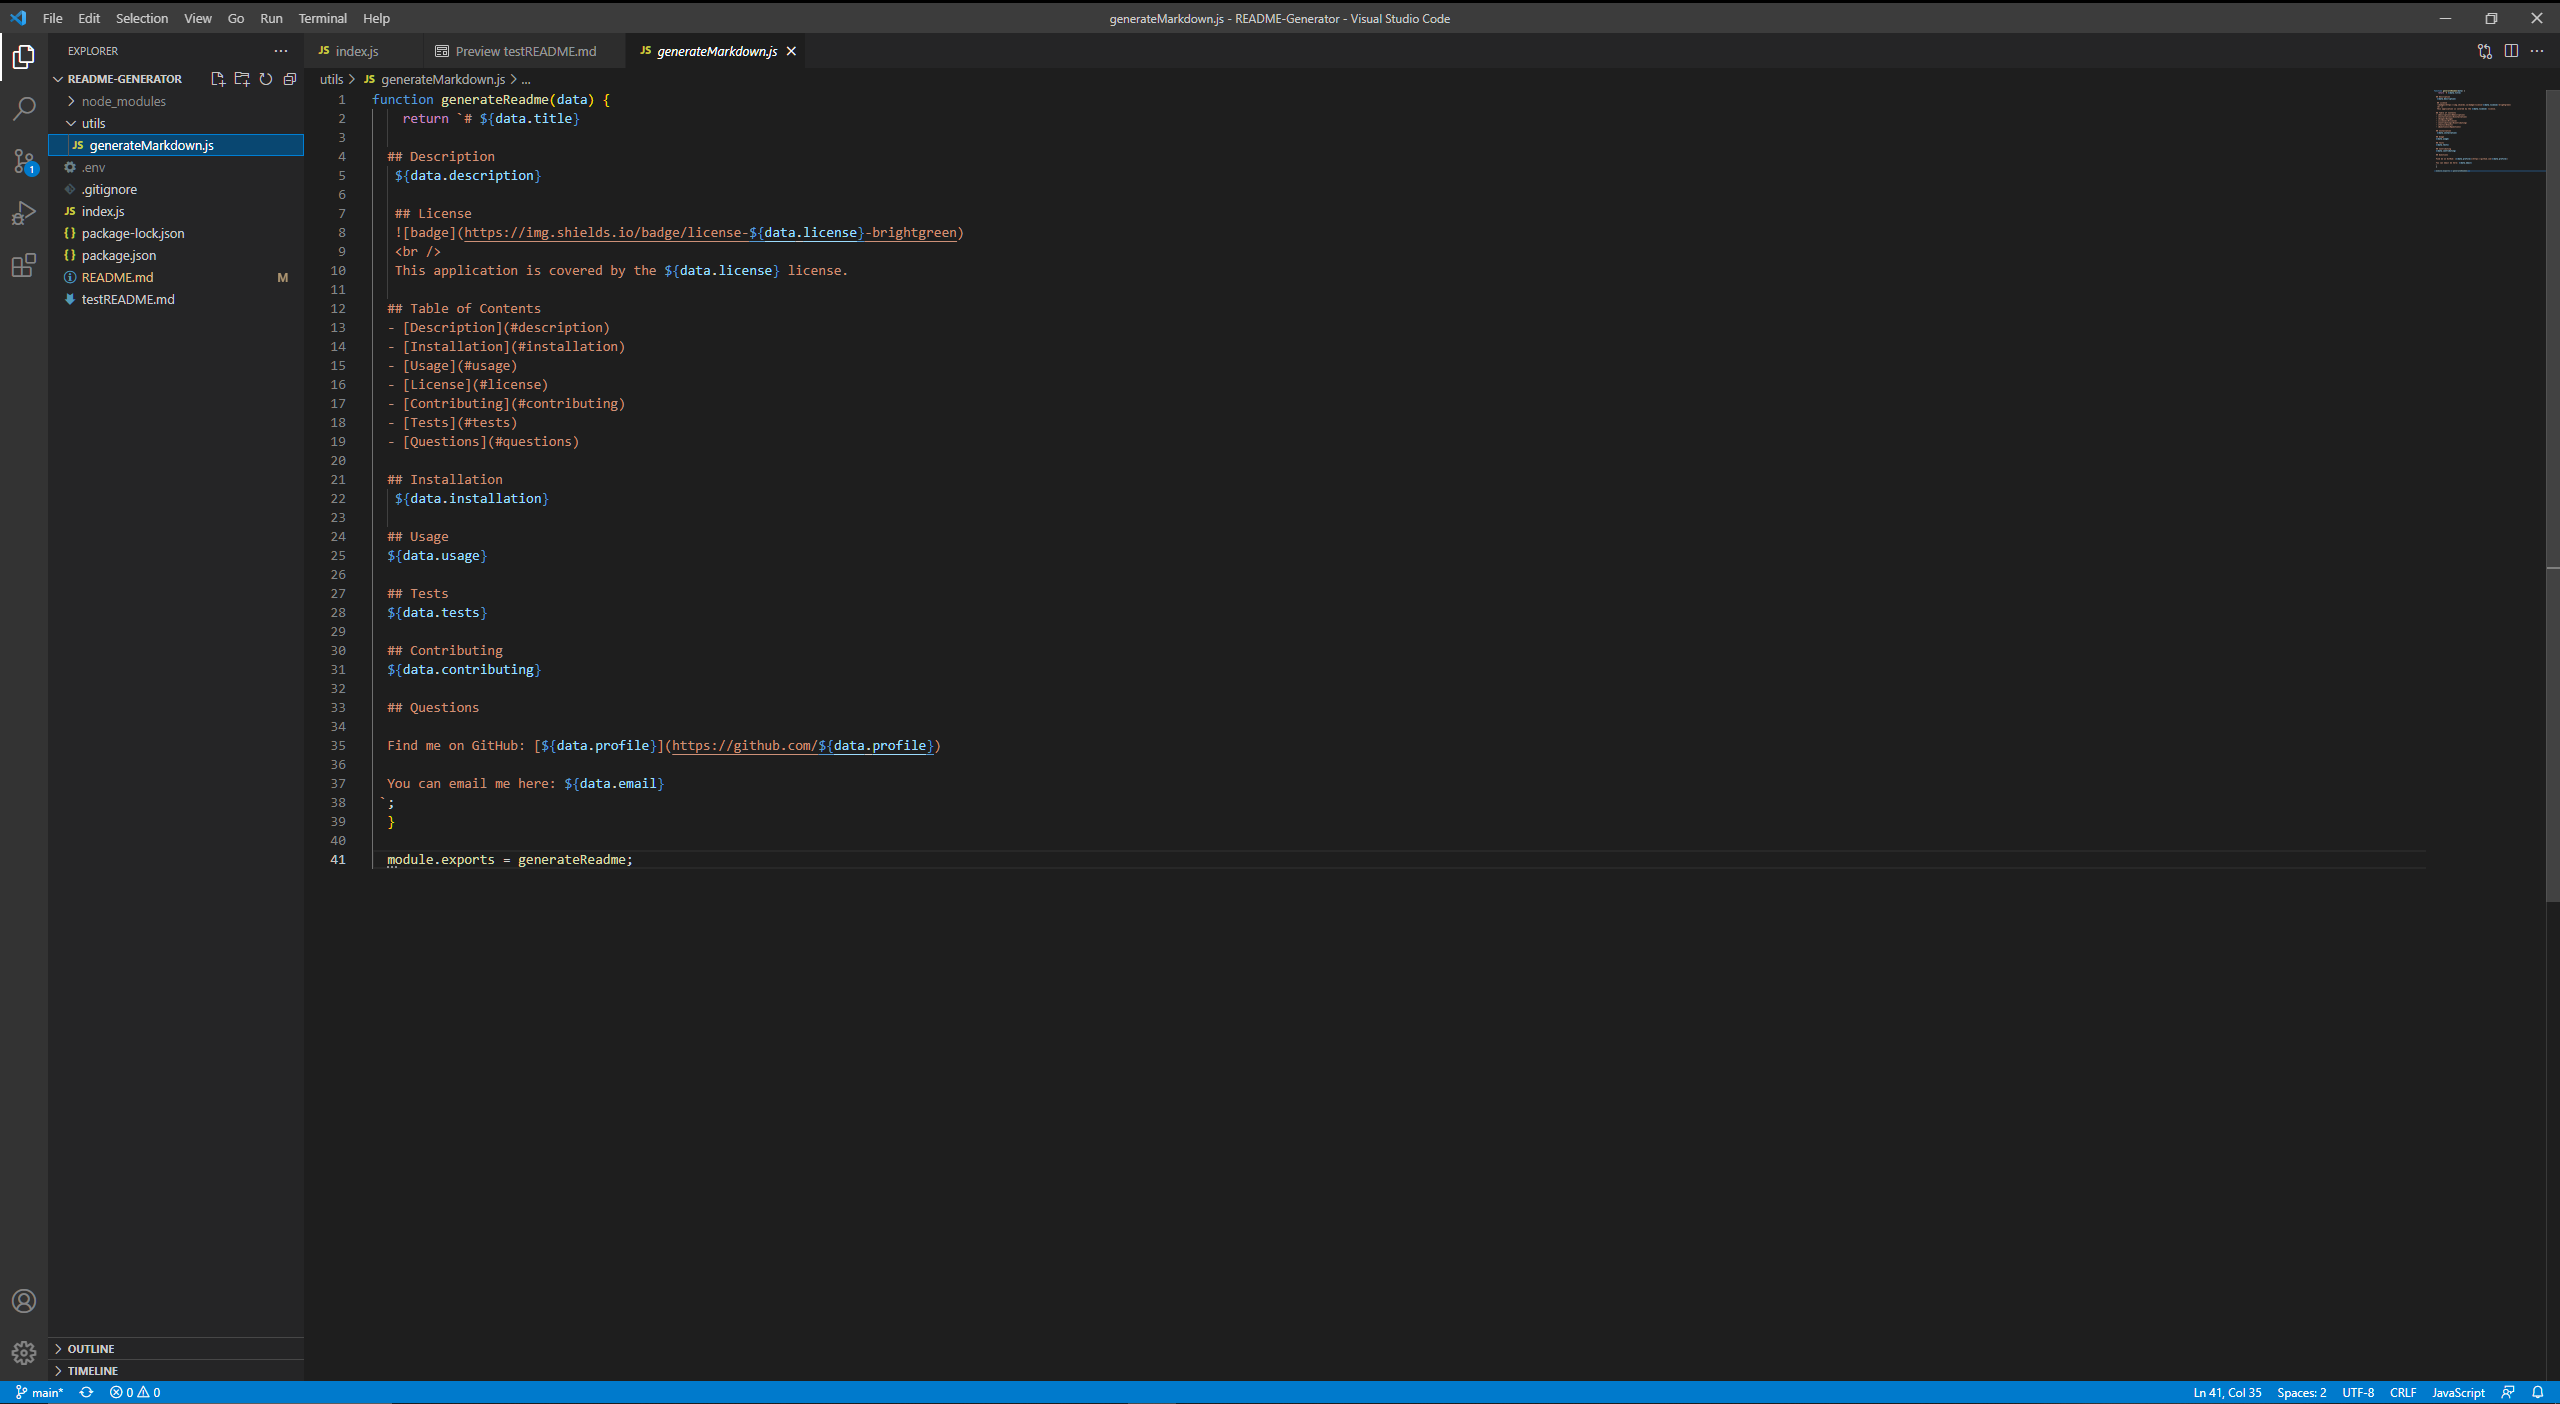 File Edit Selection View Go Run Terminal Help generateMarkdown.js - README-Generator - Visual Studio Code
EXPLORER
README-GENERATOR
node_modules
utils
JS generateMarkdown.js
.env
.gitignore
JS index.js
{} package-lock.json
{} package.json
README.md M
testREADME.md
OUTLINE
TIMELINE
1
JS index.js Preview testREADME.md JS generateMarkdown.js
utils > JS generateMarkdown.js > ...
1 function generateReadme(data) {
2 return `# ${data.title}
3
4 ## Description
5 ${data.description}
6
7 ## License
8 ![badge](https://img.shields.io/badge/license-${data.license}-brightgreen)
9 <br />
10 This application is covered by the ${data.license} license.
11
12 ## Table of Contents
13 - [Description](#description)
14 - [Installation](#installation)
15 - [Usage](#usage)
16 - [License](#license)
17 - [Contributing](#contributing)
18 - [Tests](#tests)
19 - [Questions](#questions)
20
21 ## Installation
22 ${data.installation}
23
24 ## Usage
25 ${data.usage}
26
27 ## Tests
28 ${data.tests}
29
30 ## Contributing
31 ${data.contributing}
32
33 ## Questions
34
35 Find me on GitHub: [${data.profile}](https://github.com/${data.profile})
36
37 You can email me here: ${data.email}
38 `;
39 }
40
41 module.exports = generateReadme;
main* 0 0 Ln 41, Col 35 Spaces: 2 UTF-8 CRLF JavaScript